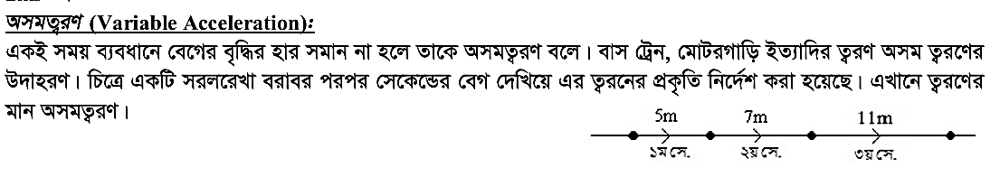 অসমত্বরণ (Variable Acceleration):
একই সময় ব্যবধানে বেগের বৃদ্ধির হার সমান না হলে তাকে অসমত্বরণ বলে। বাস ট্রেন, মোটরগাড়ি ইত্যাদির ত্বরণ অসম ত্বরণের
উদাহরণ। চিত্রে একটি সরলরেখা বরাবর পরপর সেকেন্ডের বেগ দেখিয়ে এর ত্বরনের প্রকৃতি নির্দেশ করা হয়েছে। এখানে ত্বরণের
মান অসমত্বরণ।
5m 7m 11m
১ম সে. ২য় সে. ৩য় সে.